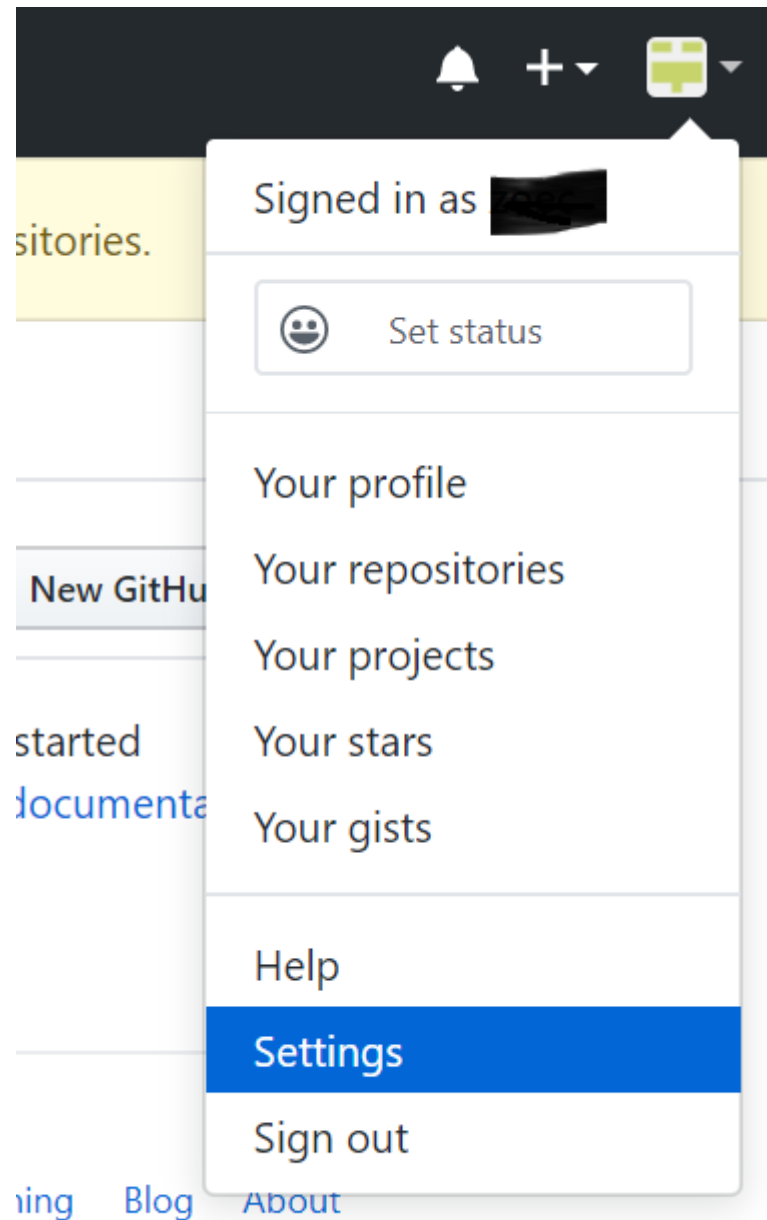 Signed in as
sitories.
Set status
Your profile
Your repositories
New GitHu
Your projects
started
Your stars
documenta
Your gists
Help
Settings
Sign out
ning Blog About